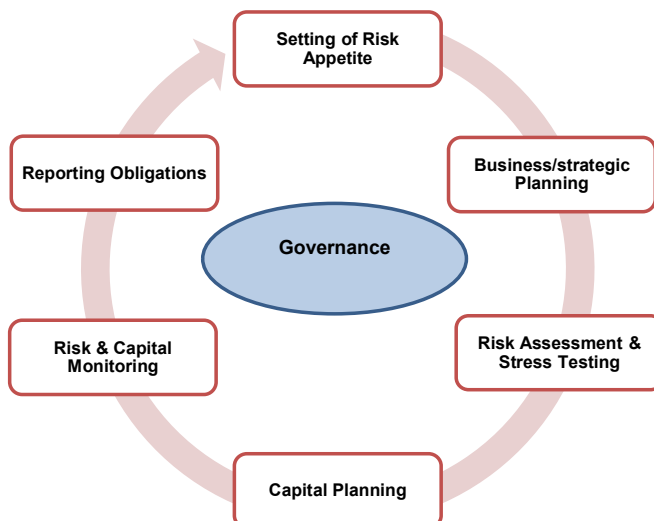 Setting of Risk
Appetite
Business/strategic
Planning
Risk Assessment &
Stress Testing
Capital Planning
Risk & Capital
Monitoring
Reporting Obligations
Governance